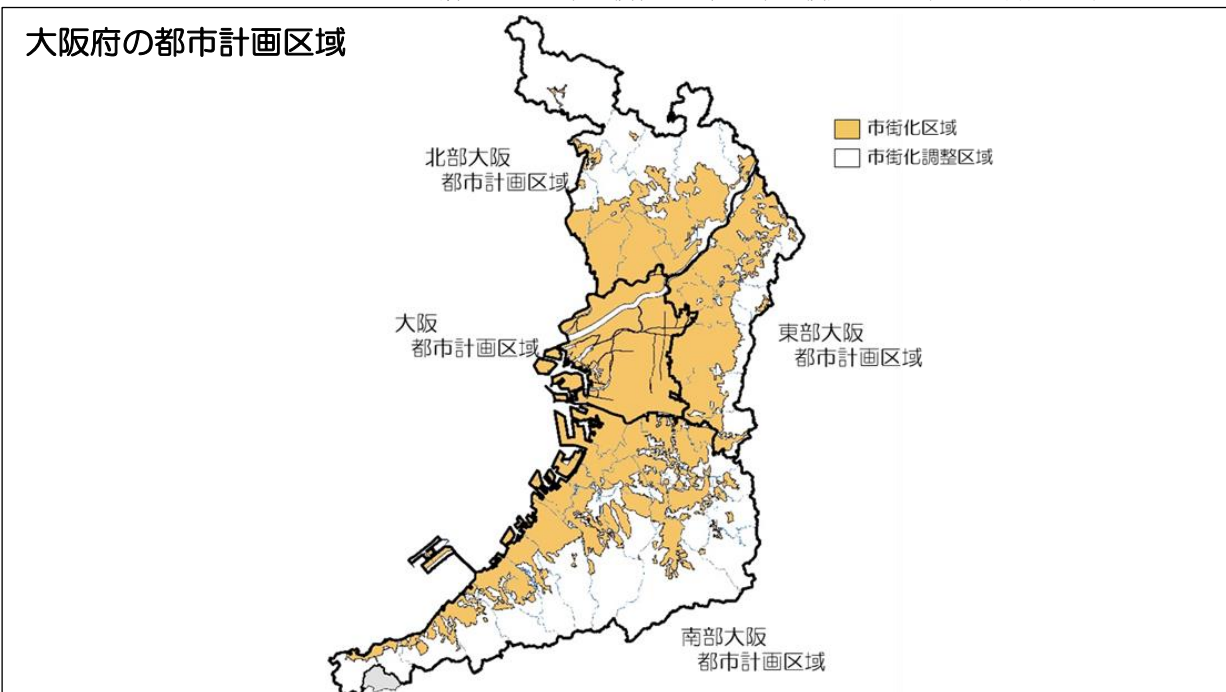 大阪府の都市計画区域
市街化区域
市街化調整区域
北部大阪
都市計画区域
大阪
都市計画区域
東部大阪
都市計画区域
南部大阪
都市計画区域